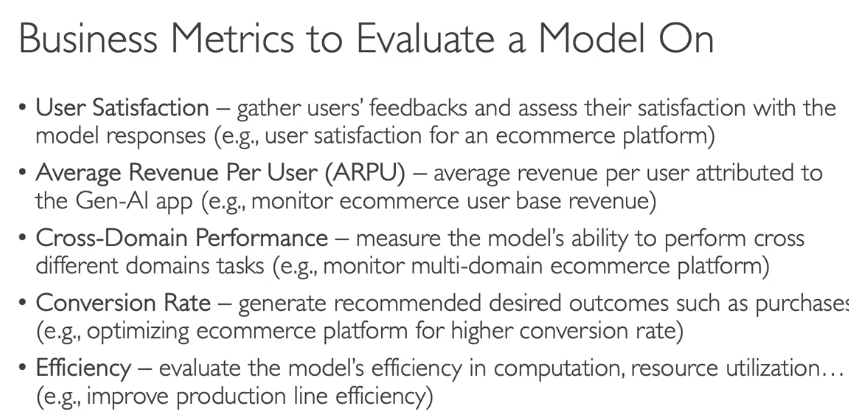 Business Metrics to Evaluate a Model On
• User Satisfaction – gather users' feedbacks and assess their satisfaction with the
model responses (e.g., user satisfaction for an ecommerce platform)
• Average Revenue Per User (ARPU) – average revenue per user attributed to
the Gen-AI app (e.g., monitor ecommerce user base revenue)
• Cross-Domain Performance – measure the model's ability to perform cross
different domains tasks (e.g., monitor multi-domain ecommerce platform)
• Conversion Rate – generate recommended desired outcomes such as purchases
(e.g., optimizing ecommerce platform for higher conversion rate)
• Efficiency – evaluate the model's efficiency in computation, resource utilization…
(e.g., improve production line efficiency)